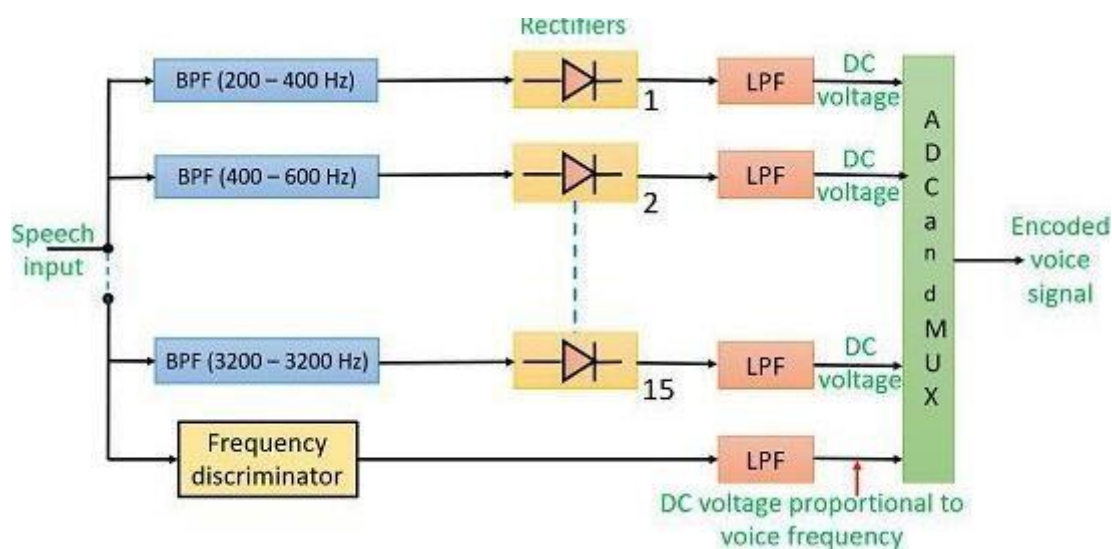 Rectifiers
BPF (200 – 400 Hz)
1
LPF
DC
voltage
BPF (400 – 600 Hz)
2
LPF
DC
voltage
Speech
input
BPF (3200 – 3200 Hz)
15
LPF
DC
voltage
Frequency
discriminator
LPF
DC voltage proportional to
voice frequency
A
D
C a
n
d
M
U
X
Encoded
voice
signal